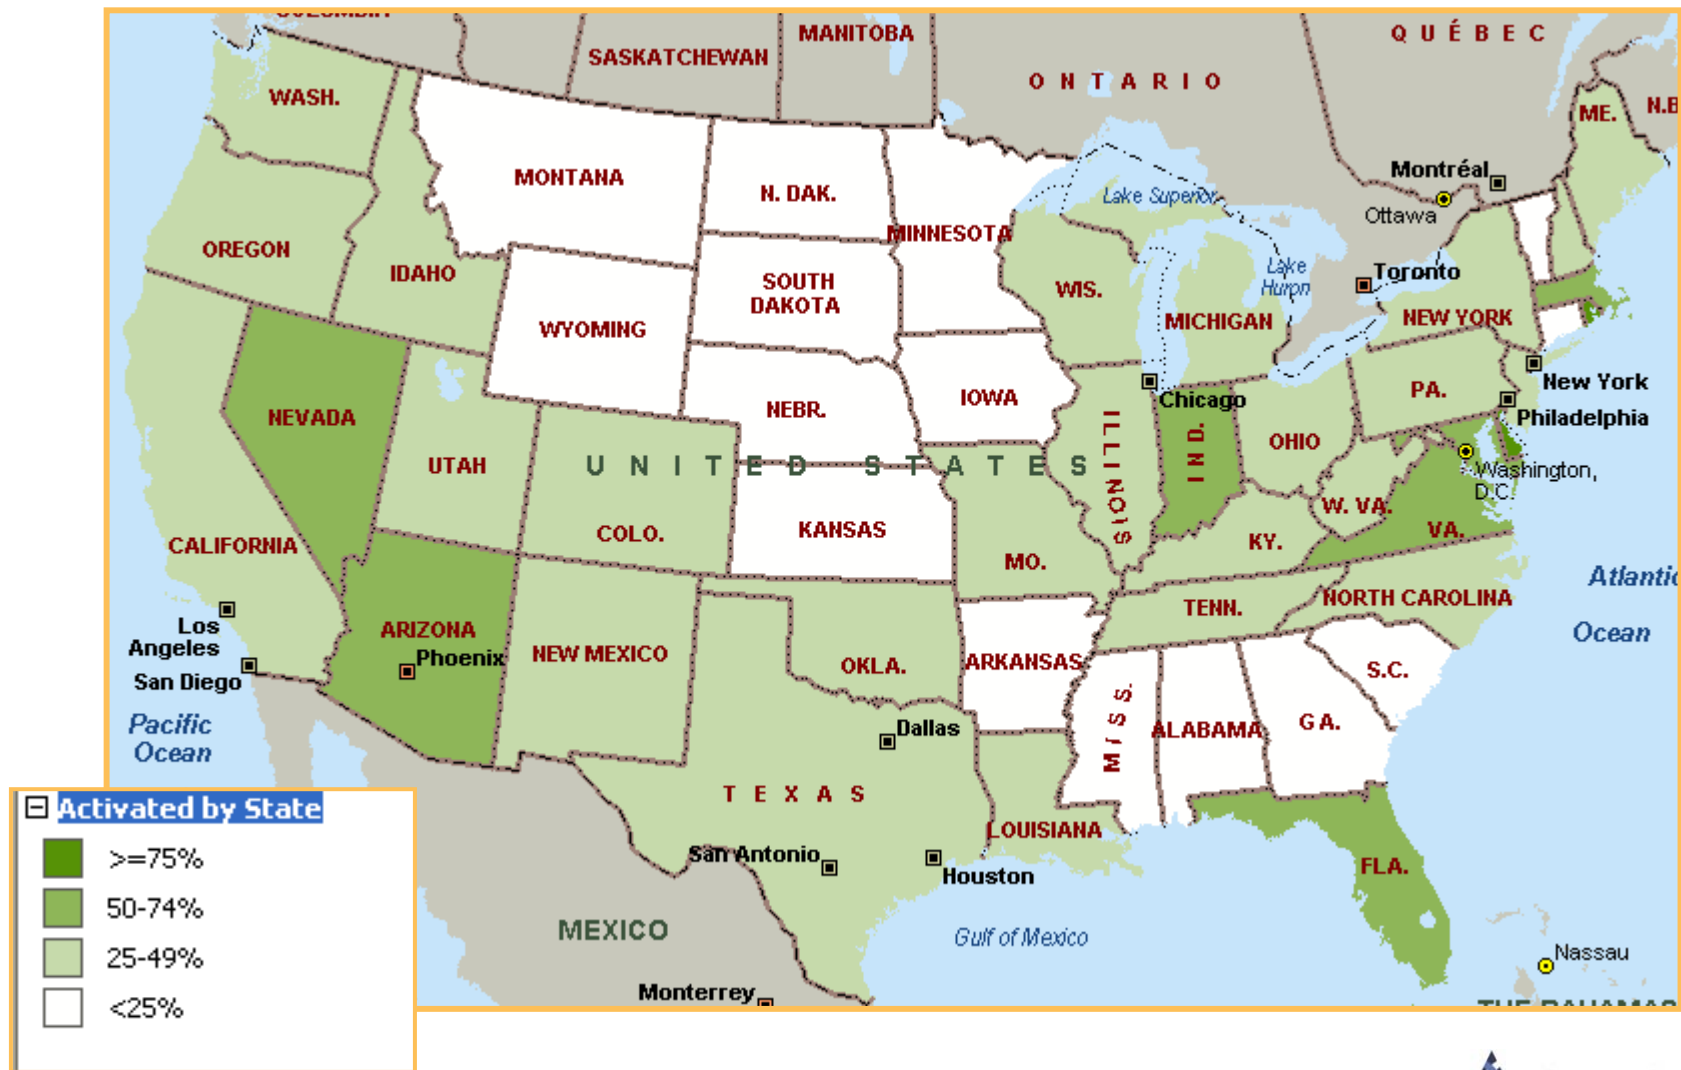 COLUMBIA
SASKATCHEWAN
MANITOBA
ONTARIO
QUÉBEC
WASH.
ME.
N.B
MONTANA
N. DAK.
MINNESOTA
Lake Superior
Montréal
Ottawa
OREGON
IDAHO
SOUTH
DAKOTA
WIS.
Lake
Huron
Toronto
WYOMING
MICHIGAN
NEW YORK
NEVADA
NEBR.
IOWA
Chicago
PA.
New York
Philadelphia
UTAH
UNITED STATES
ILLINOIS
IND.
OHIO
Washington,
D.C.
W. VA.
VA.
CALIFORNIA
COLO.
KANSAS
MO.
KY.
Atlantic
Ocean
Los
Angeles
San Diego
ARIZONA
Phoenix
NEW MEXICO
OKLA.
ARKANSAS
TENN.
NORTH CAROLINA
S.C.
Pacific
Ocean
Dallas
MISS.
ALABAMA
GA.
TEXAS
LOUISIANA
San Antonio
Houston
FLA.
MEXICO
Gulf of Mexico
Nassau
Monterrey
THE BAHAMAS
Activated by State
>=75%
50-74%
25-49%
<25%